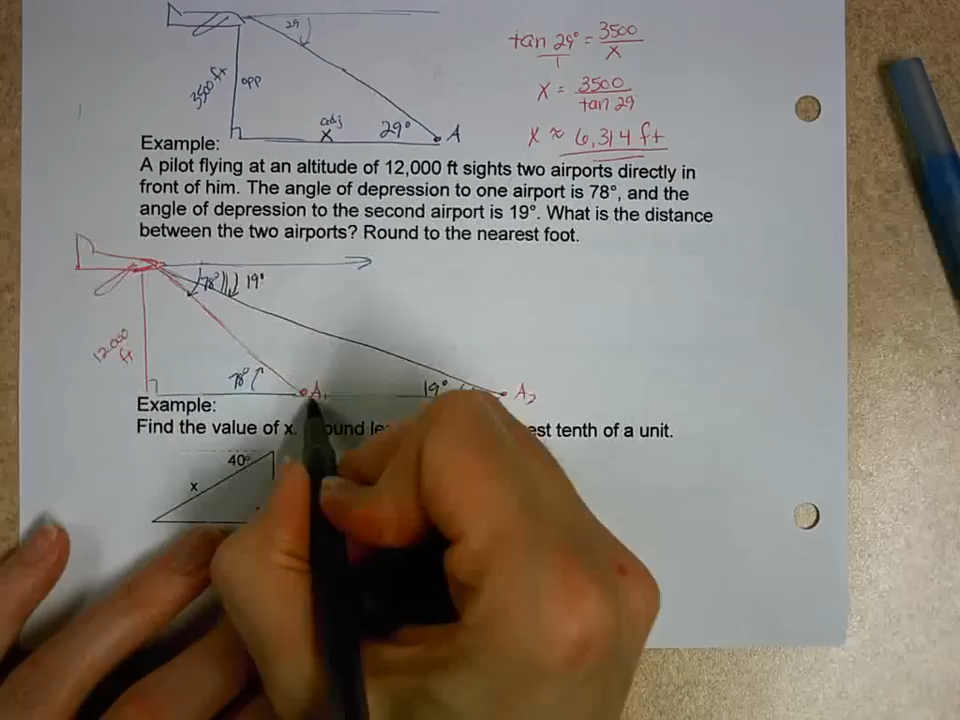 29
3500 ft
opp
adj
x
29°
A
tan 29° = 3500
1 x
x = 3500
tan 29
x ≈ 6,314 ft
Example:
A pilot flying at an altitude of 12,000 ft sights two airports directly in
front of him. The angle of depression to one airport is 78°, and the
angle of depression to the second airport is 19°. What is the distance
between the two airports? Round to the nearest foot.
78° 19°
12000
ft
78° A₁ 19° A₂
Example:
Find the value of x. est tenth of a unit.
40°
x